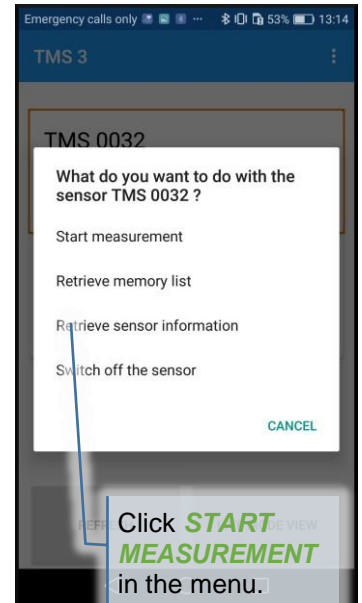 Emergency calls only ... 53% 13:14
TMS 3
TMS 0032
What do you want to do with the
sensor TMS 0032 ?
Start measurement
Retrieve memory list
Retrieve sensor information
Switch off the sensor
CANCEL
VIEW
Click START
MEASUREMENT
in the menu.